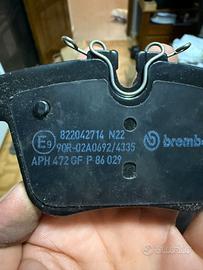 822042714 N22
E9 90R-02A0692/4335
brembo
APH 472 GF P 86 029